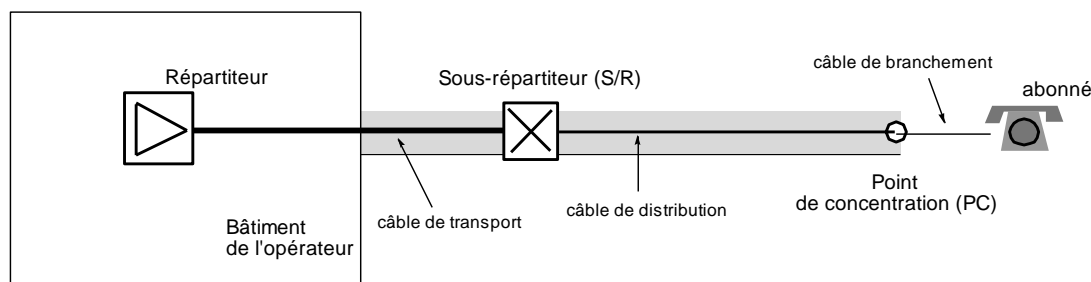 Répartiteur
Sous-répartiteur (S/R)
câble de branchement
abonné
Bâtiment
de l'opérateur
câble de transport
câble de distribution
Point
de concentration (PC)